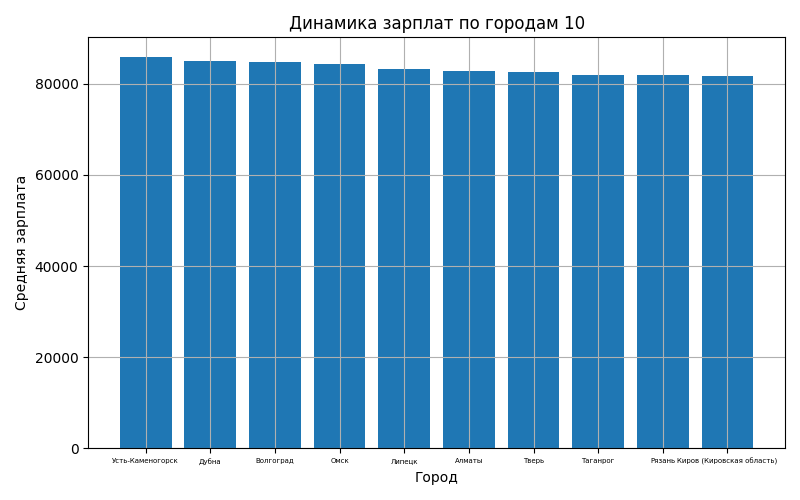 Динамика зарплат по городам 10
Средняя зарплата
80000
60000
40000
20000
0
Усть-Каменогорск Дубна Волгоград Омск Липецк Алматы Тверь Таганрог Рязань Киров (Кировская область)
Город